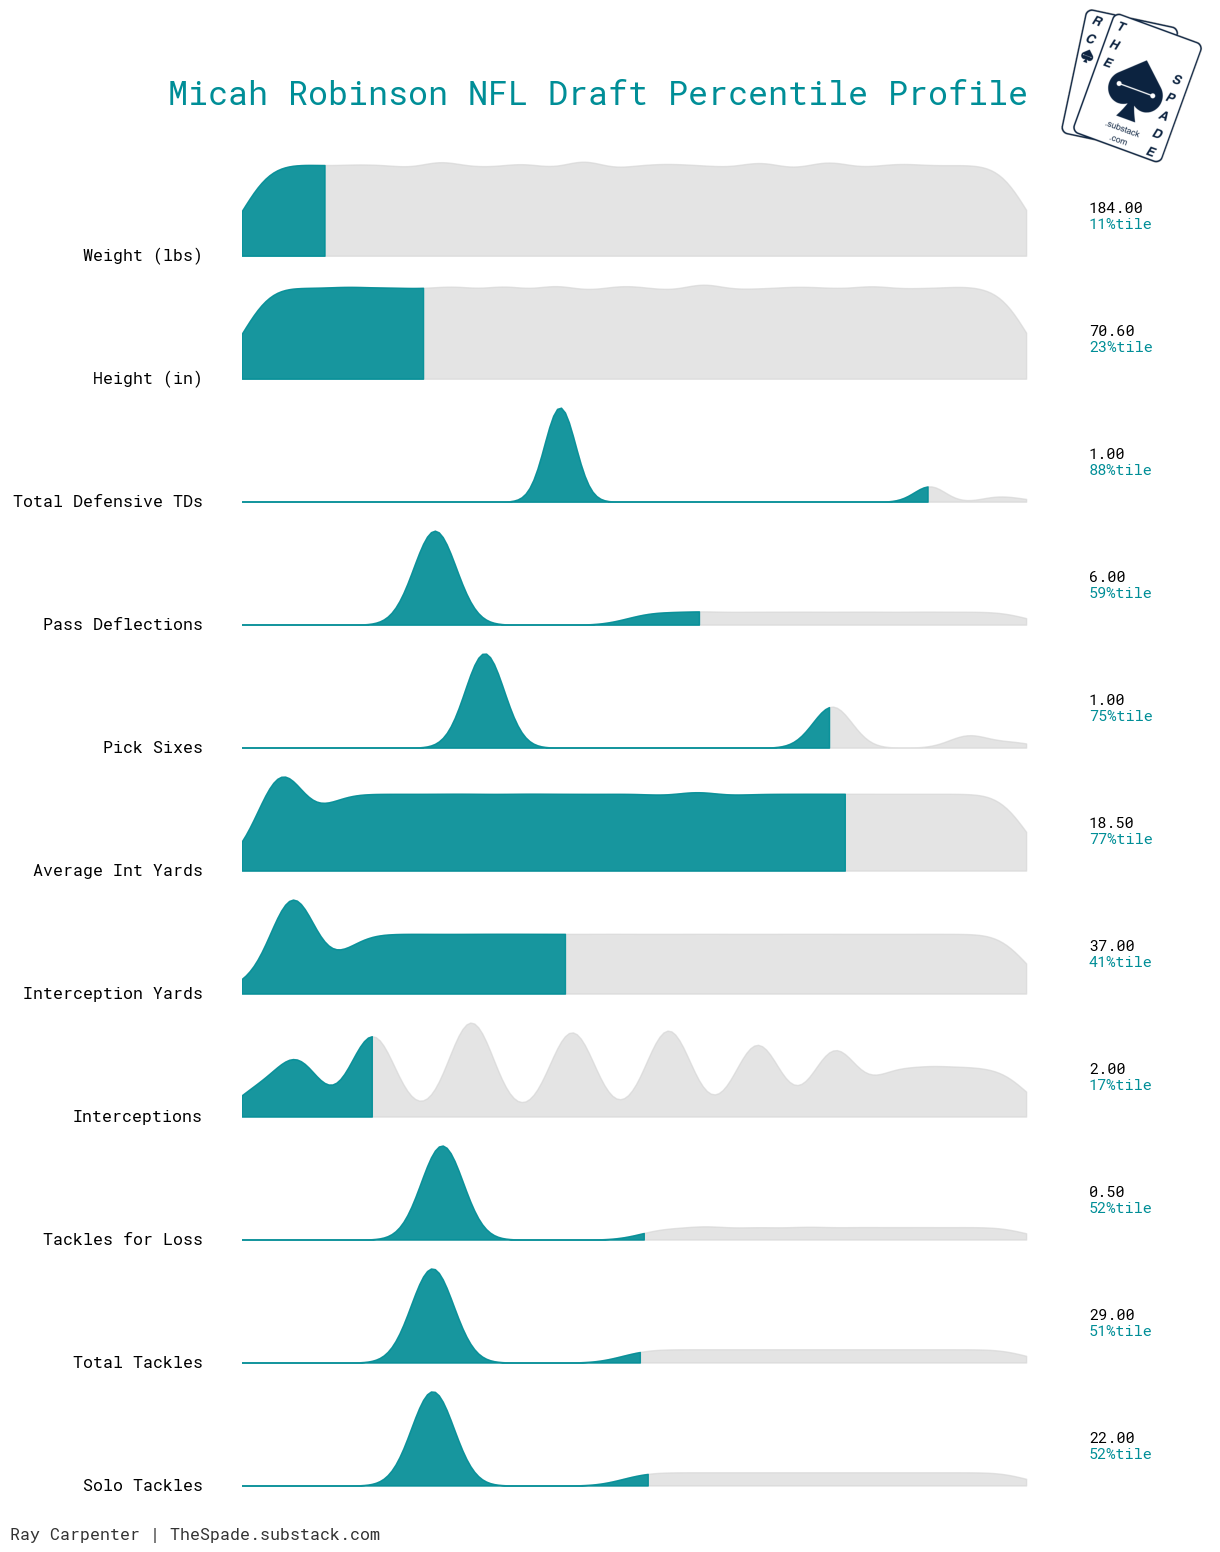 RC
THE
SPADE
.substack
.com
Micah Robinson NFL Draft Percentile Profile
Weight (lbs)
184.00
11%tile
Height (in)
70.60
23%tile
Total Defensive TDs
1.00
88%tile
Pass Deflections
6.00
59%tile
Pick Sixes
1.00
75%tile
Average Int Yards
18.50
77%tile
Interception Yards
37.00
41%tile
Interceptions
2.00
17%tile
Tackles for Loss
0.50
52%tile
Total Tackles
29.00
51%tile
Solo Tackles
22.00
52%tile
Ray Carpenter | TheSpade.substack.com